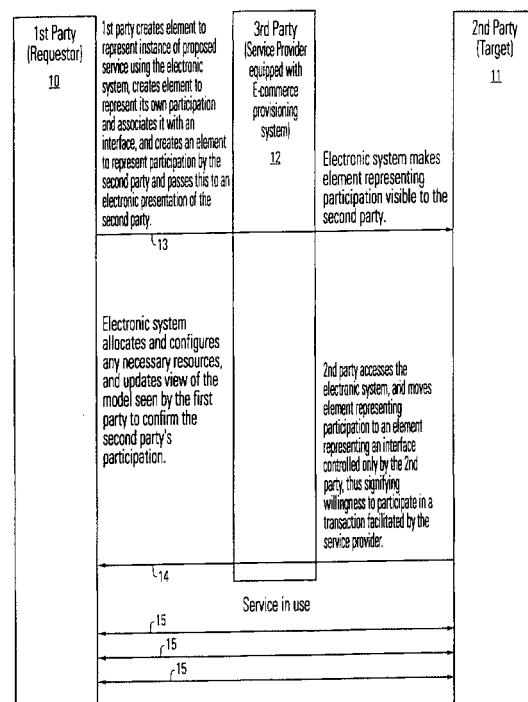 1st Party
(Requestor)
10
1st party creates element to
represent instance of proposed
service using the electronic
system, creates element to
represent its own participation
and associates it with an
interface, and creates an element
to represent participation by the
second party and passes this to an
electronic presentation of the
second party.
3rd Party
(Service Provider
equipped with
E-commerce
provisioning
system)
12
2nd Party
(Target)
11
Electronic system makes
element representing
participation visible to the
second party.
13
Electronic system
allocates and configures
any necessary resources,
and updates view of the
model seen by the first
party to confirm the
second party's
participation.
2nd party accesses the
electronic system, and moves
element representing
participation to an element
representing an interface
controlled only by the 2nd
party, thus signifying
willingness to participate in a
transaction facilitated by the
service provider.
14
Service in use
15
15
15